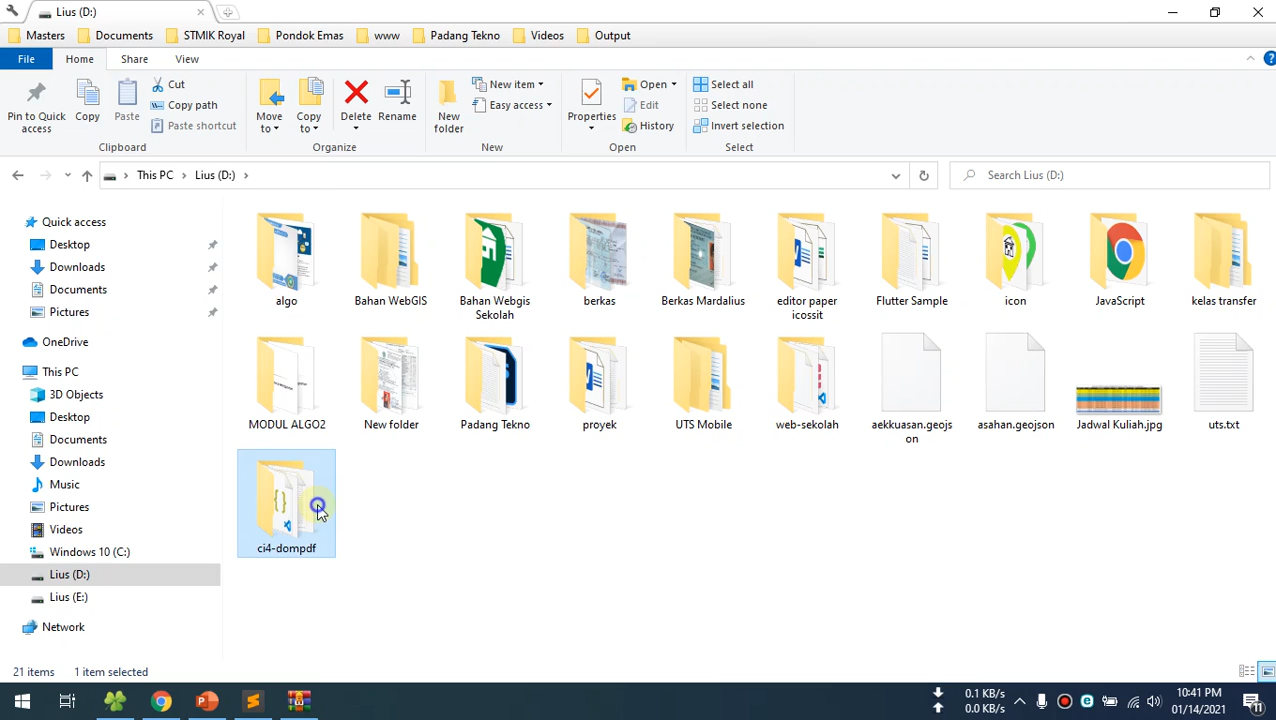 Lius (D:)
Masters Documents STMIK Royal Pondok Emas www Padang Tekno Videos Output
File Home Share View
Pin to Quick access
Copy
Paste
Cut
Copy path
Paste shortcut
Move to
Copy to
Delete
Rename
New folder
New item
Easy access
Properties
Open
Edit
History
Select all
Select none
Invert selection
Clipboard Organize New Open Select
This PC Lius (D:)
Search Lius (D:)
Quick access
Desktop
Downloads
Documents
Pictures
OneDrive
This PC
3D Objects
Desktop
Documents
Downloads
Music
Pictures
Videos
Windows 10 (C:)
Lius (D:)
Lius (E:)
Network
algo
Bahan WebGIS
Bahan Webgis
Sekolah
berkas
Berkas Mardalius
editor paper
icossit
Flutter Sample
icon
JavaScript
kelas transfer
MODUL ALGO2
New folder
Padang Tekno
proyek
UTS Mobile
web-sekolah
aekkuasan.geojs
on
asahan.geojson
Jadwal Kuliah.jpg
uts.txt
ci4-dompdf
21 items 1 item selected
0.1 KB/s
0.0 KB/s
10:41 PM
01/14/2021
11